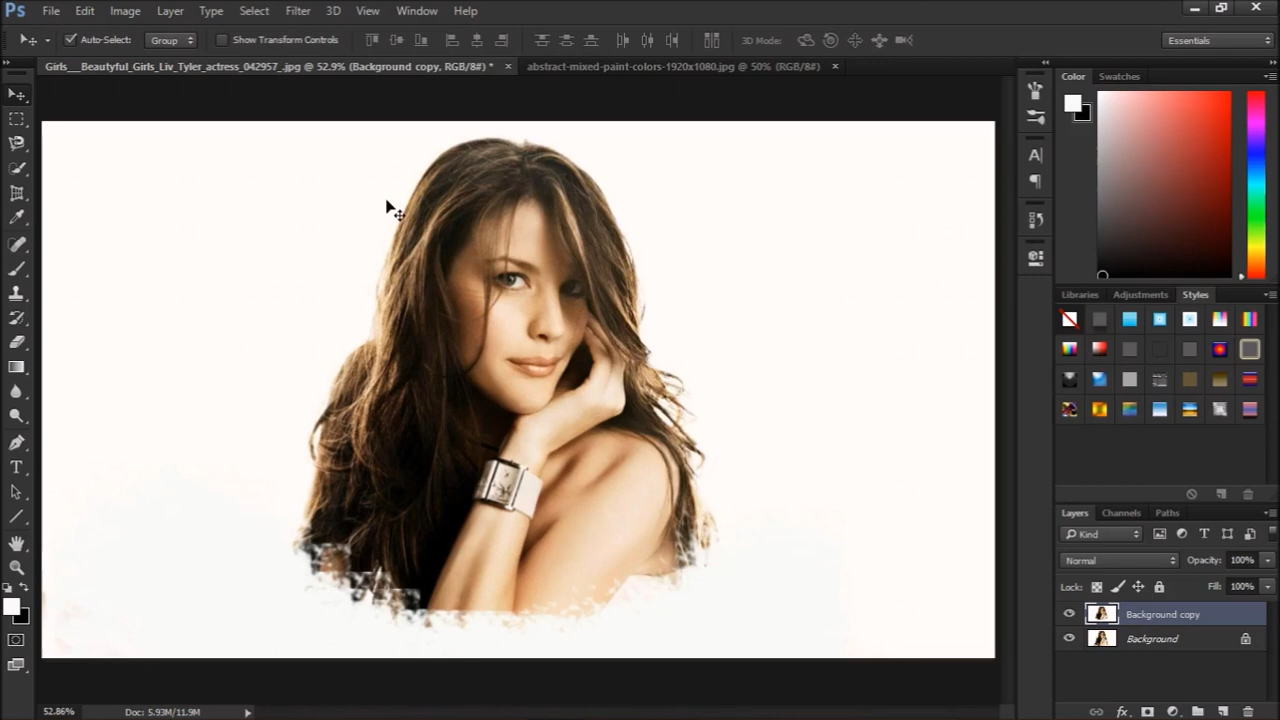 Ps File Edit Image Layer Type Select Filter 3D View Window Help
Auto-Select: Group Show Transform Controls 3D Mode: Essentials
Girls___Beautyful_Girls_Liv_Tyler_actress_042957_.jpg @ 52.9% (Background copy, RGB/8#) * × abstract-mixed-paint-colors-1920x1080.jpg @ 50% (RGB/8#) ×
Color Swatches
Libraries Adjustments Styles
Layers Channels Paths
Kind
Normal Opacity: 100%
Lock: Fill: 100%
Background copy
Background
52.86% Doc: 5.93M/11.9M